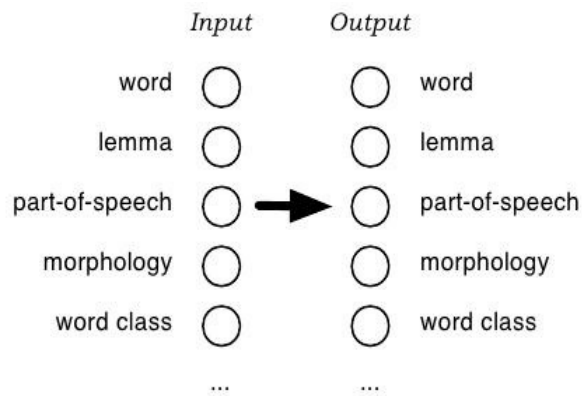 Input Output
word word
lemma lemma
part-of-speech part-of-speech
morphology morphology
word class word class
... ...